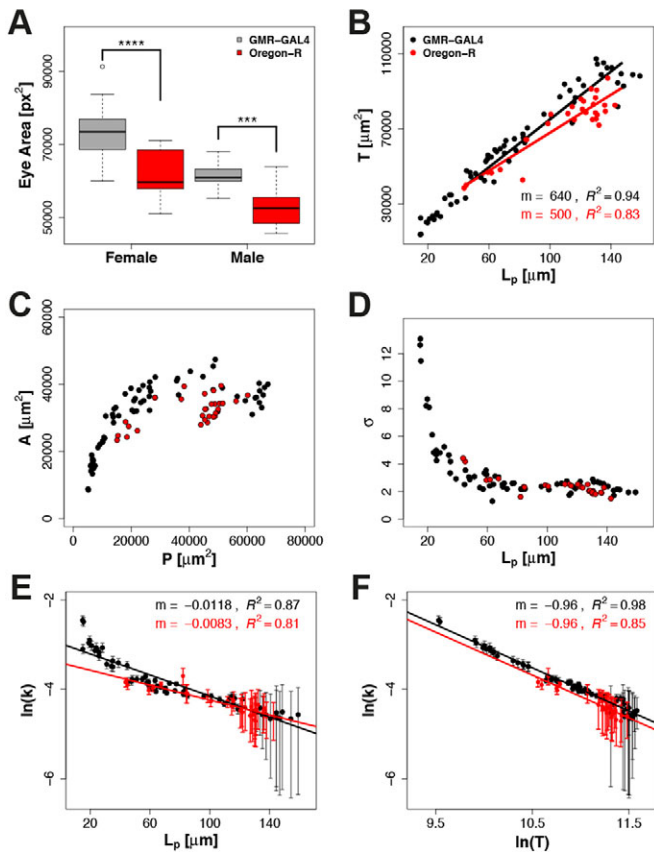 A
B
GMR-GAL4
Oregon-R
****
***
Eye Area [px²]
90000
70000
50000
Female
Male
GMR-GAL4
Oregon-R
T [μm²]
110000
70000
30000
m = 640 , R² = 0.94
m = 500 , R² = 0.83
20
60
100
140
Lp [μm]
C
D
A [μm²]
60000
40000
20000
0
0
20000
40000
60000
80000
P [μm²]
σ
12
10
8
6
4
2
0
20
60
100
140
Lp [μm]
E
F
m = −0.0118 , R² = 0.87
m = −0.0083 , R² = 0.81
ln(k)
-2
-4
-6
20
60
100
140
Lp [μm]
m = −0.96 , R² = 0.98
m = −0.96 , R² = 0.85
ln(k)
-2
-4
-6
9.5
10.5
11.5
ln(T)